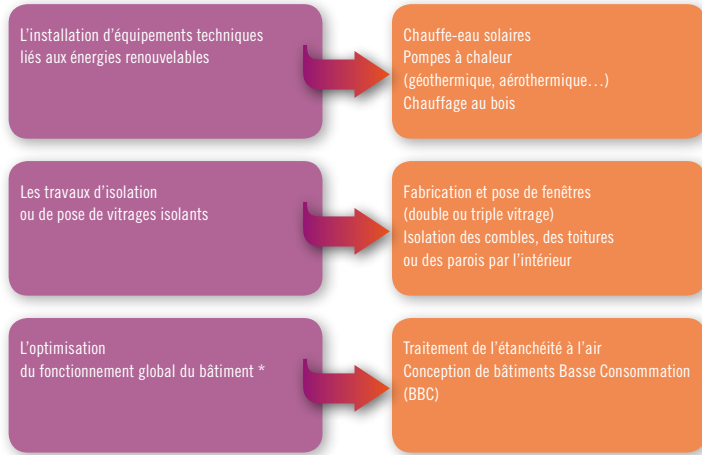 L’installation d’équipements techniques
liés aux énergies renouvelables
Chauffe-eau solaires
Pompes à chaleur
(géothermique, aérothermique…)
Chauffage au bois
Les travaux d’isolation
ou de pose de vitrages isolants
Fabrication et pose de fenêtres
(double ou triple vitrage)
Isolation des combles, des toitures
ou des parois par l’intérieur
L’optimisation
du fonctionnement global du bâtiment *
Traitement de l’étanchéité à l’air
Conception de bâtiments Basse Consommation
(BBC)